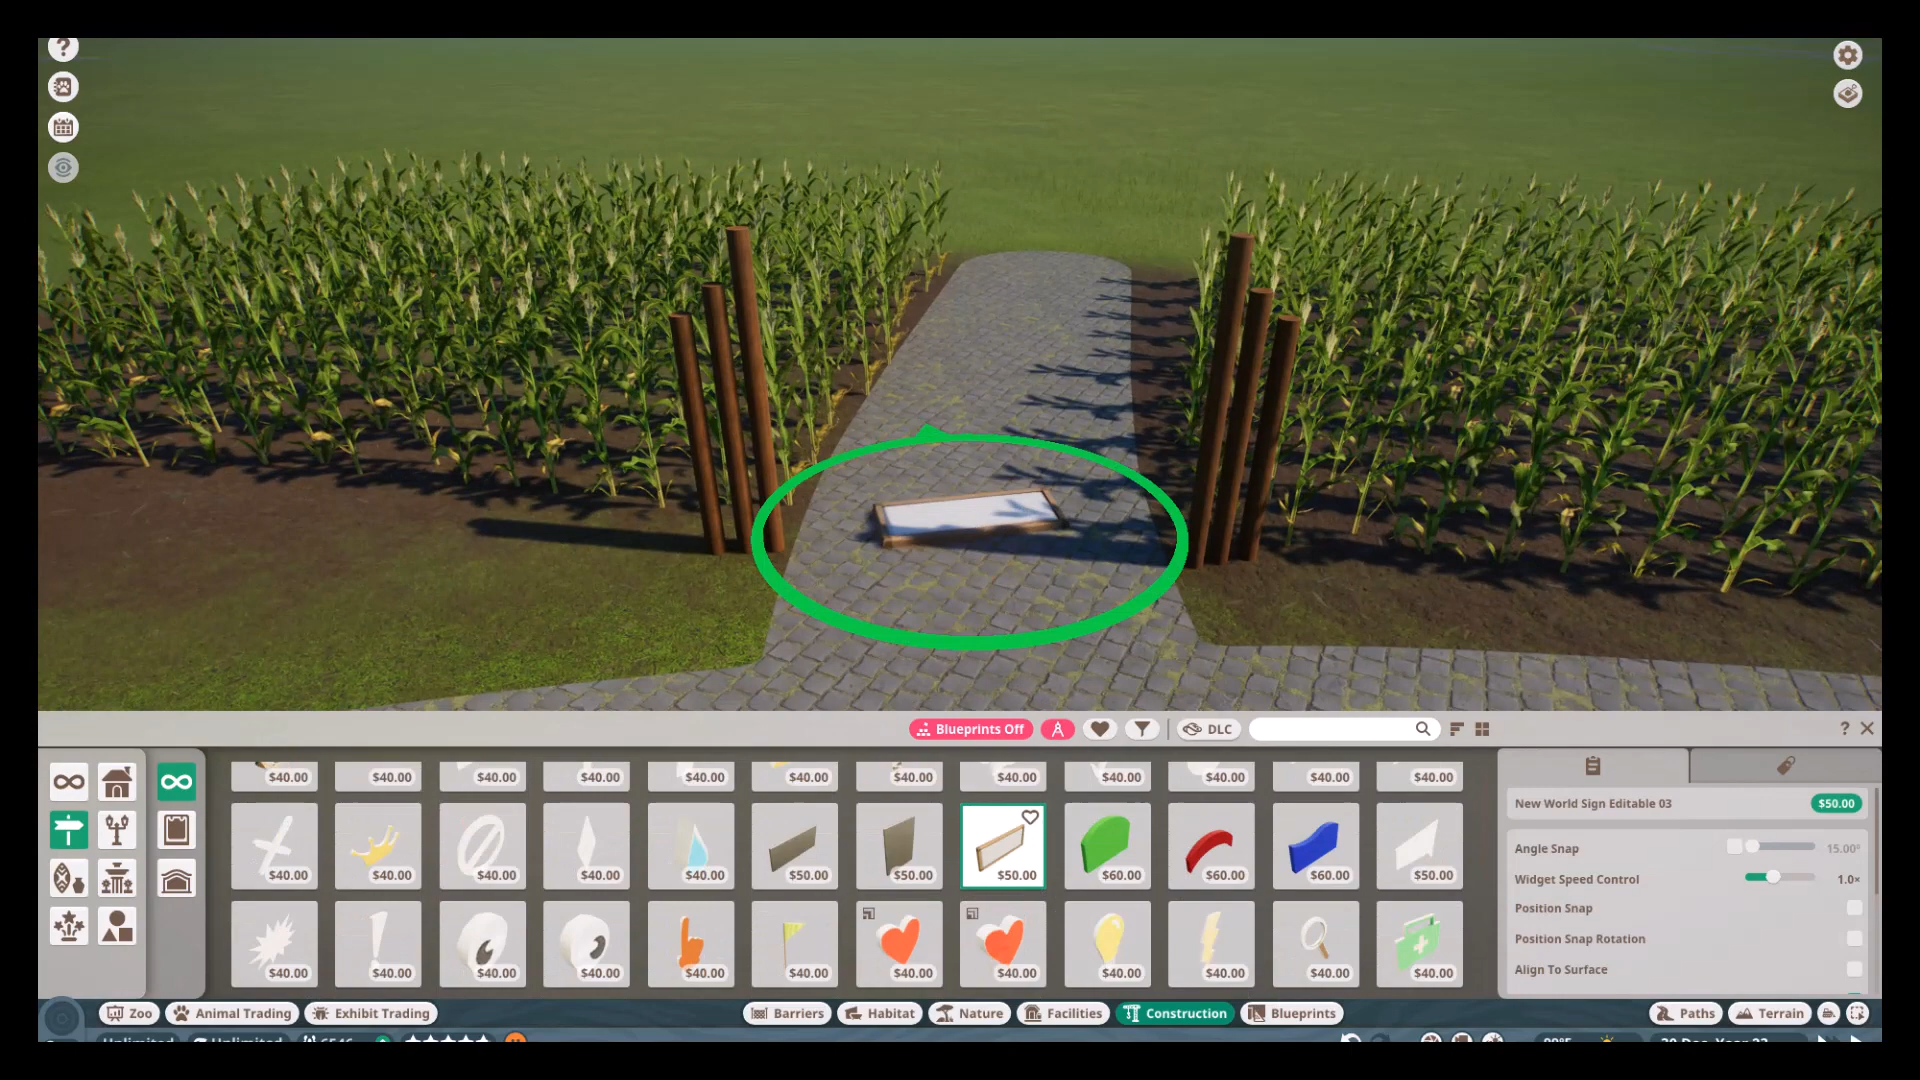 Blueprints Off
DLC
$40.00 $40.00 $40.00 $40.00 $40.00 $40.00 $40.00 $40.00 $40.00 $40.00 $40.00 $40.00
$40.00 $40.00 $40.00 $40.00 $40.00 $50.00 $50.00 $50.00 $60.00 $60.00 $60.00 $50.00
$40.00 $40.00 $40.00 $40.00 $40.00 $40.00 $40.00 $40.00 $40.00 $40.00 $40.00 $40.00
New World Sign Editable 03 $50.00
Angle Snap 15.00°
Widget Speed Control 1.0×
Position Snap
Position Snap Rotation
Align To Surface
Zoo Animal Trading Exhibit Trading Barriers Habitat Nature Facilities Construction Blueprints Paths Terrain
Unlimited Unlimited